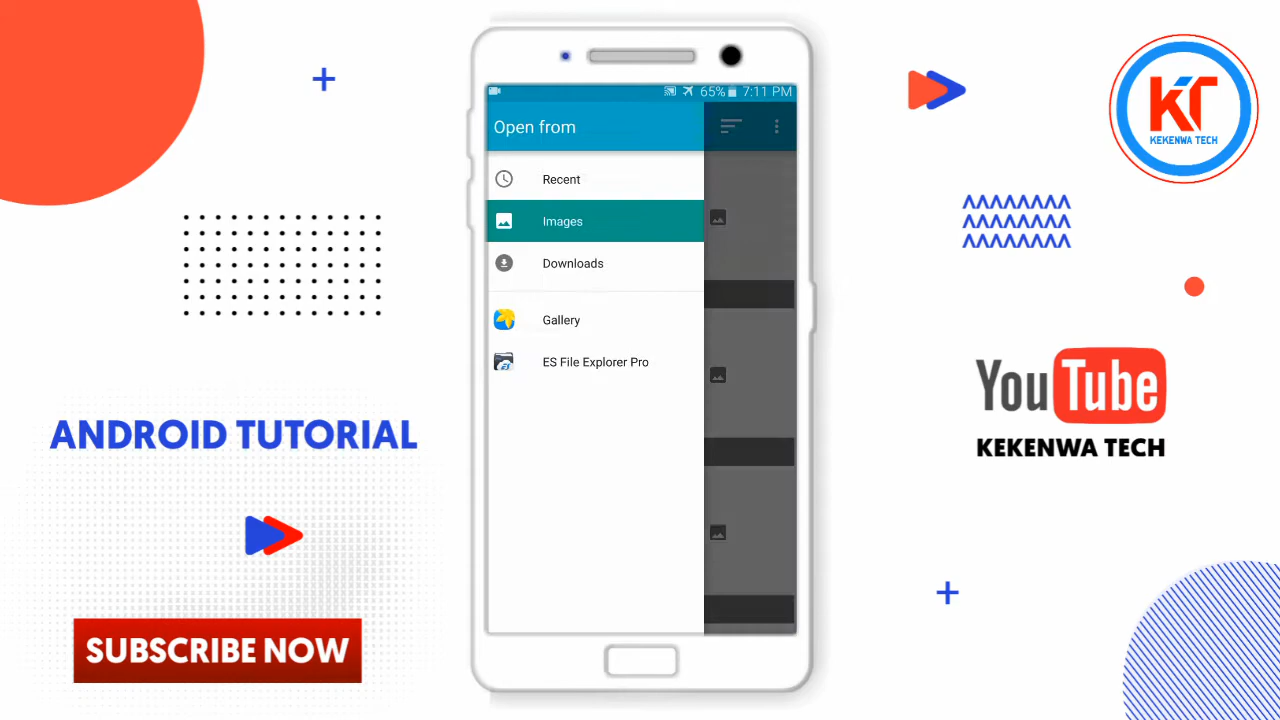 65% 7:11 PM
Open from
Recent
Images
Downloads
Gallery
ES File Explorer Pro
ANDROID TUTORIAL
SUBSCRIBE NOW
KT
KEKENWA TECH
YouTube
KEKENWA TECH